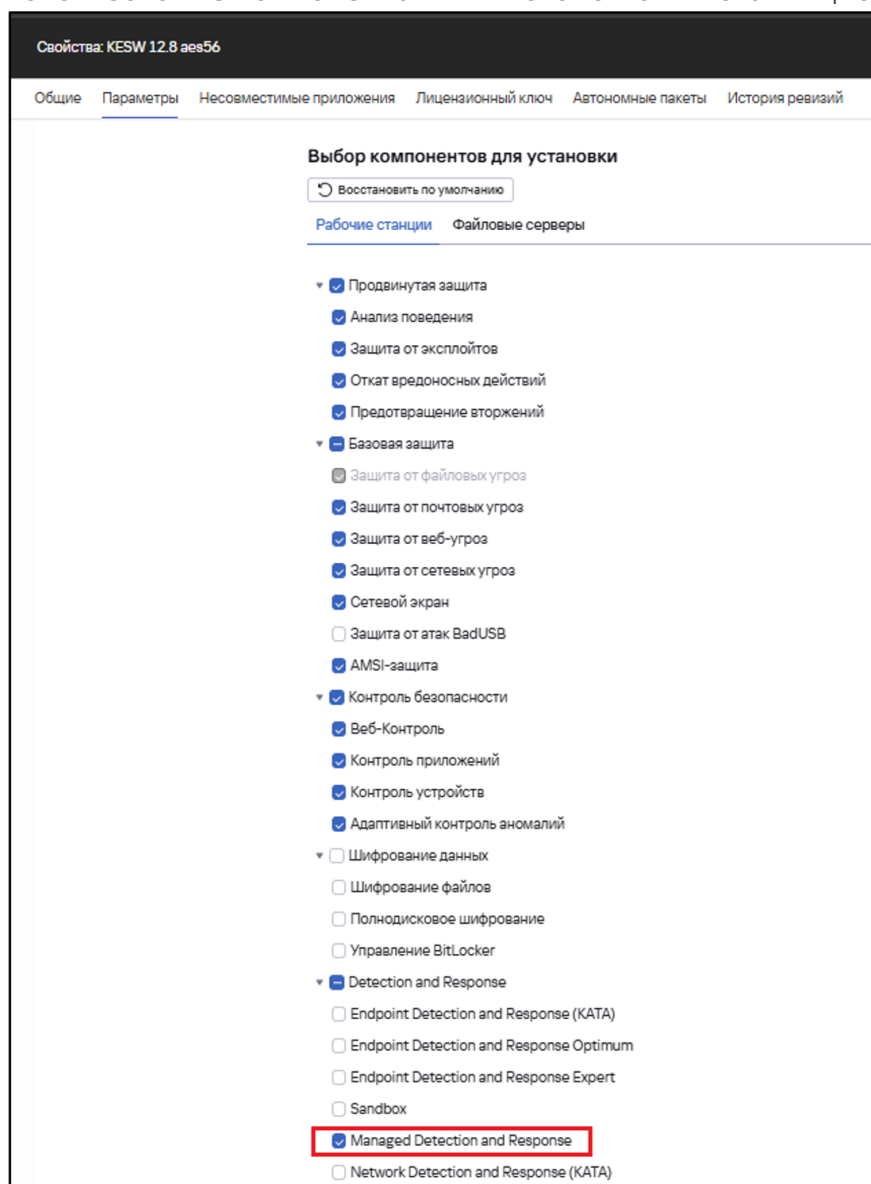 Свойства: KESW 12.8 aes56
Общие Параметры Несовместимые приложения Лицензионный ключ Автономные пакеты История ревизий
Выбор компонентов для установки
Восстановить по умолчанию
Рабочие станции Файловые серверы
Продвинутая защита
Анализ поведения
Защита от эксплойтов
Откат вредоносных действий
Предотвращение вторжений
Базовая защита
Защита от файловых угроз
Защита от почтовых угроз
Защита от веб-угроз
Защита от сетевых угроз
Сетевой экран
Защита от атак BadUSB
AMSI-защита
Контроль безопасности
Веб-Контроль
Контроль приложений
Контроль устройств
Адаптивный контроль аномалий
Шифрование данных
Шифрование файлов
Полнодисковое шифрование
Управление BitLocker
Detection and Response
Endpoint Detection and Response (KATA)
Endpoint Detection and Response Optimum
Endpoint Detection and Response Expert
Sandbox
Managed Detection and Response
Network Detection and Response (KATA)